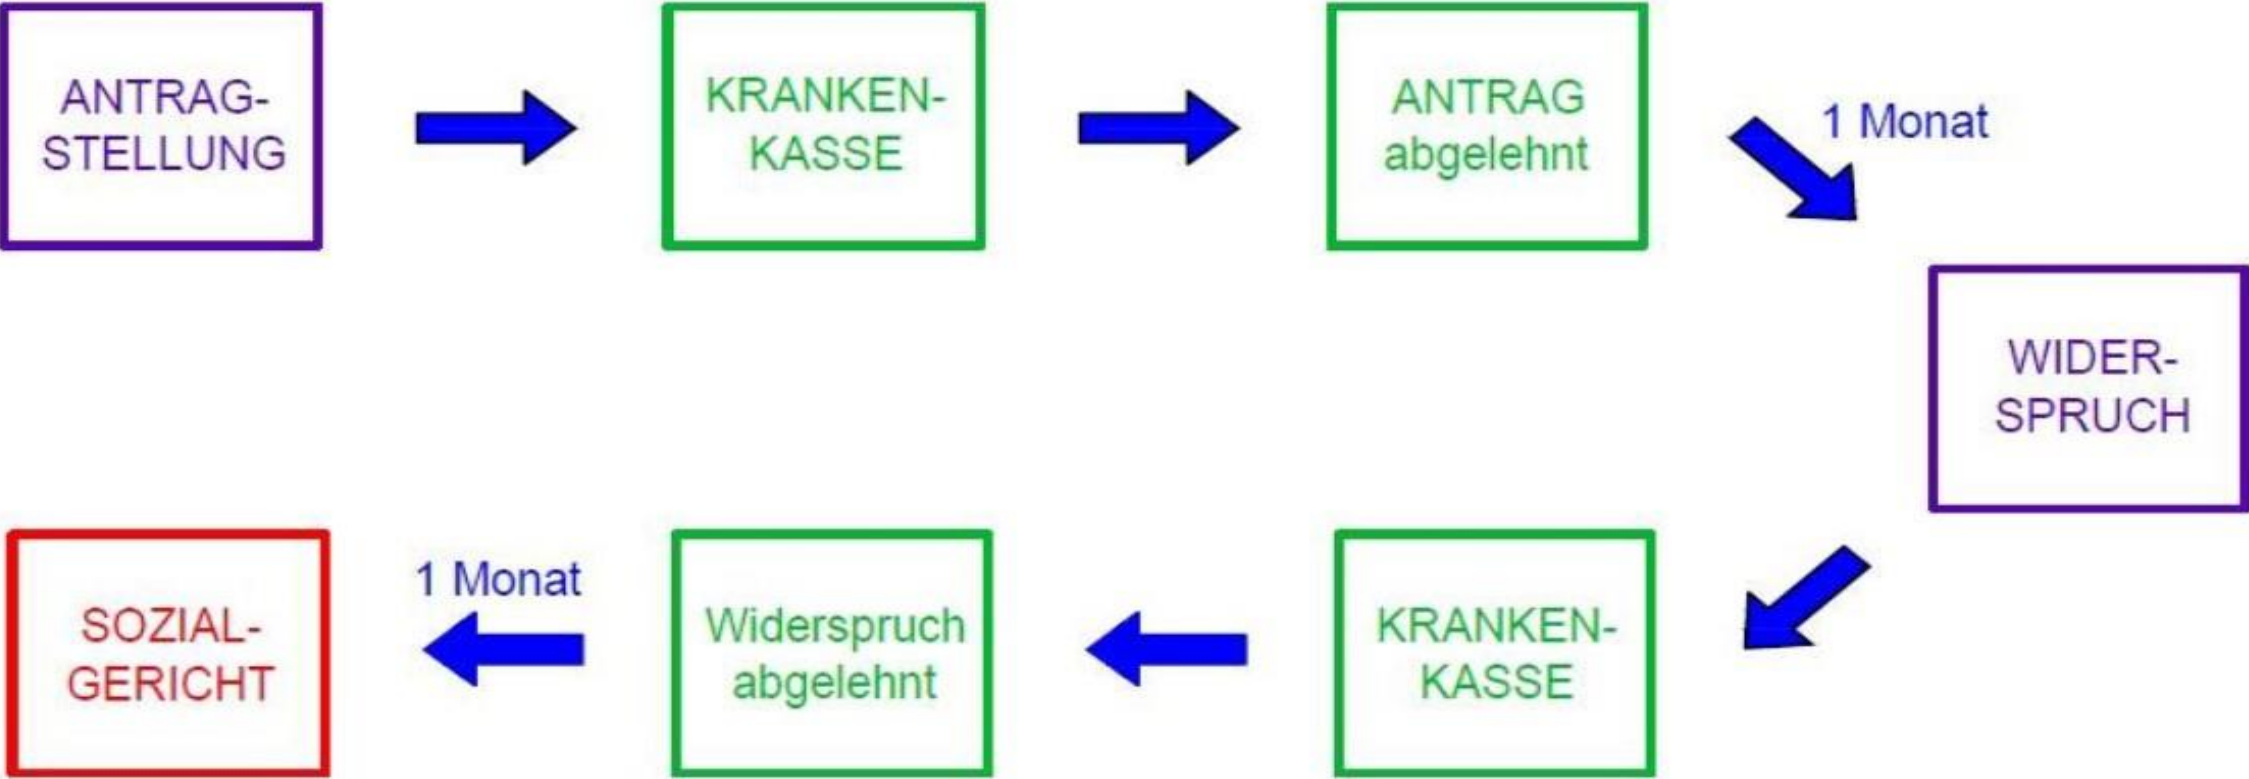 ANTRAG-
STELLUNG
KRANKEN-
KASSE
ANTRAG
abgelehnt
1 Monat
WIDER-
SPRUCH
KRANKEN-
KASSE
Widerspruch
abgelehnt
1 Monat
SOZIAL-
GERICHT